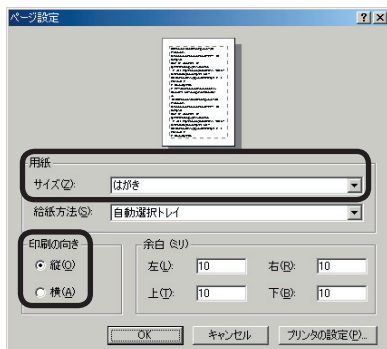 ページ設定
用紙
サイズ(Z): はがき
給紙方法(S): 自動選択トレイ
印刷の向き
縦(O)
横(A)
余白 (ミリ)
左(L): 10 右(R): 10
上(T): 10 下(B): 10
OK キャンセル プリンタの設定(P)...